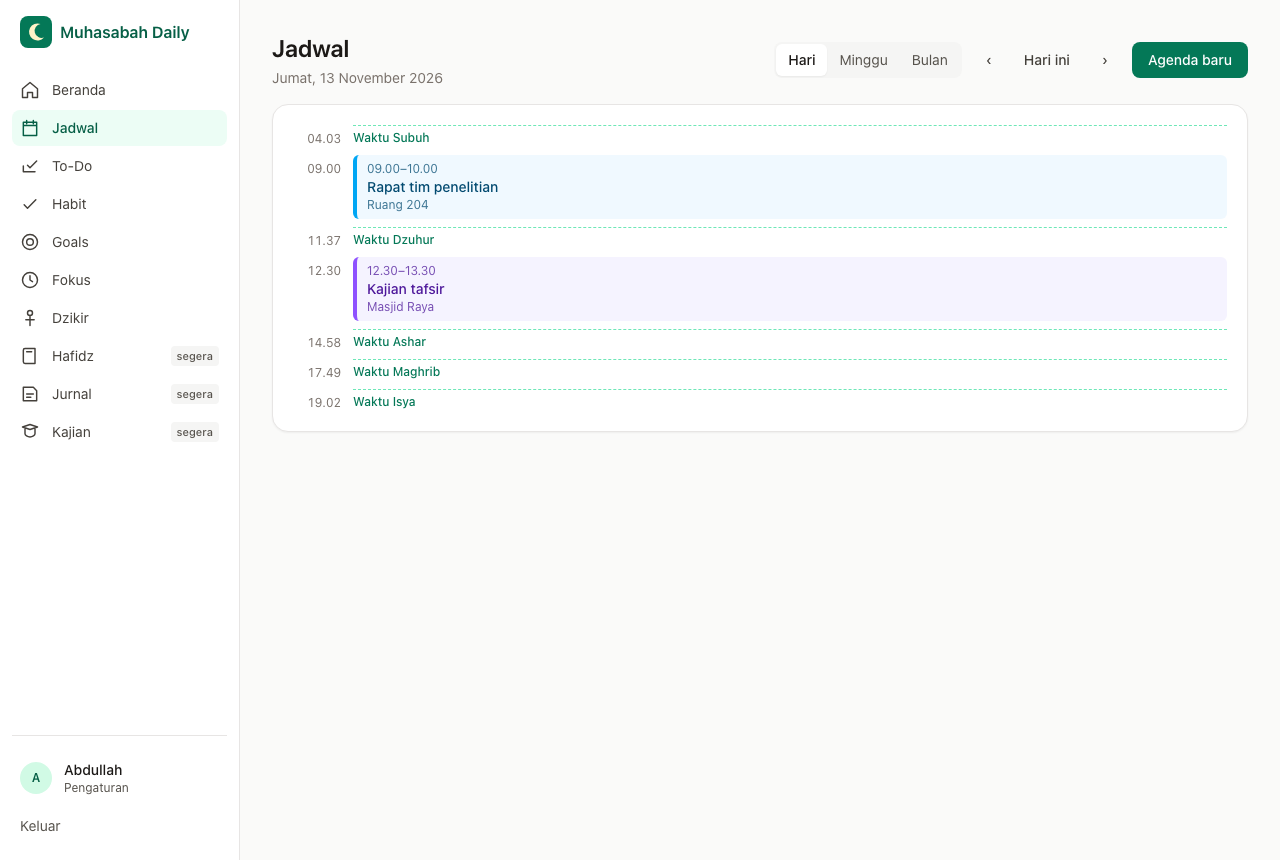 Muhasabah Daily
Beranda
Jadwal
To-Do
Habit
Goals
Fokus
Dzikir
Hafidz segera
Jurnal segera
Kajian segera
A
Abdullah
Pengaturan
Keluar
Jadwal
Jumat, 13 November 2026
Hari Minggu Bulan ‹ Hari ini › Agenda baru
04.03 Waktu Subuh
09.00 09.00–10.00
Rapat tim penelitian
Ruang 204
11.37 Waktu Dzuhur
12.30 12.30–13.30
Kajian tafsir
Masjid Raya
14.58 Waktu Ashar
17.49 Waktu Maghrib
19.02 Waktu Isya